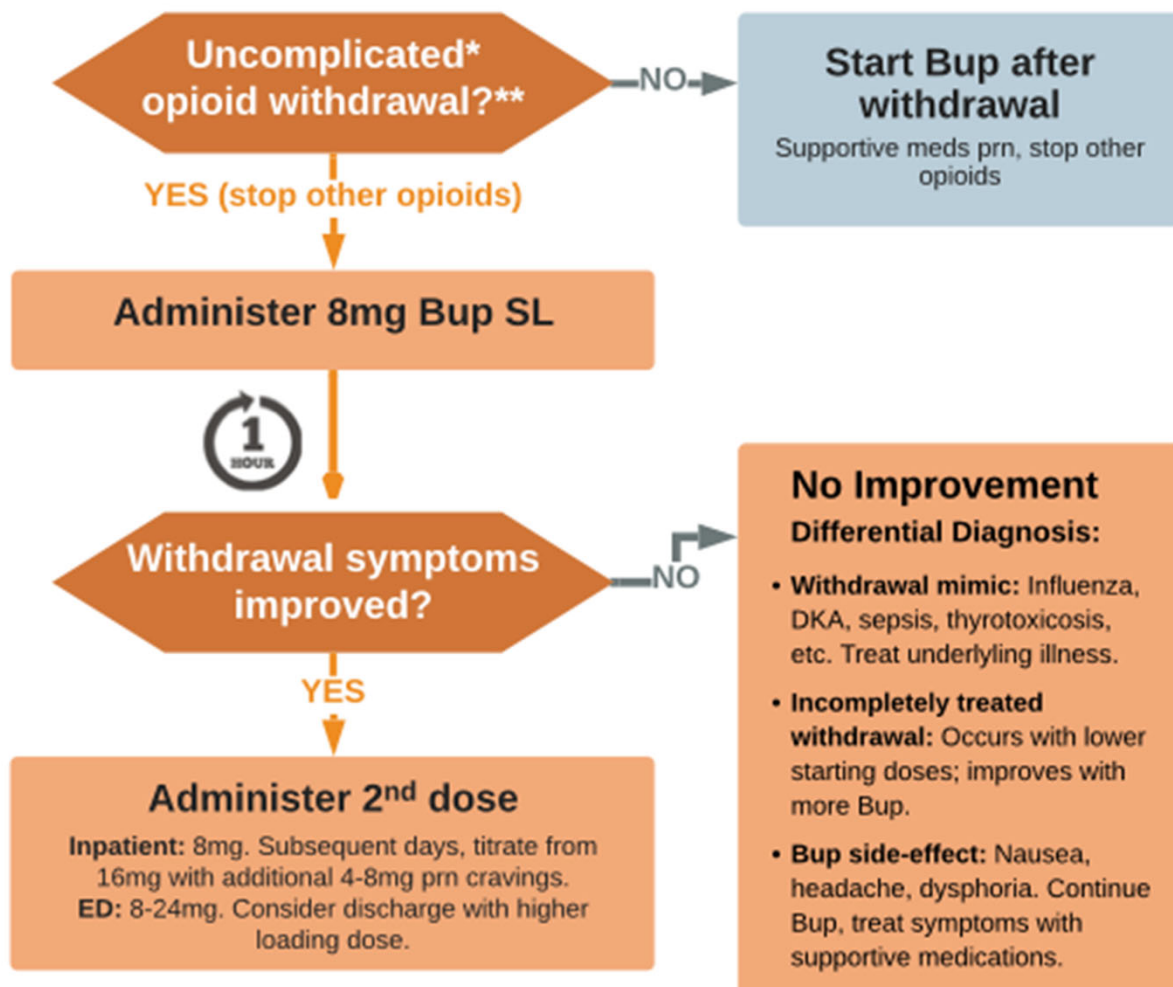 Uncomplicated*
opioid withdrawal?**
NO
Start Bup after
withdrawal
Supportive meds prn, stop other
opioids
YES (stop other opioids)
Administer 8mg Bup SL
1
HOUR
Withdrawal symptoms
improved?
NO
YES
Administer 2nd dose
Inpatient: 8mg. Subsequent days, titrate from
16mg with additional 4-8mg prn cravings.
ED: 8-24mg. Consider discharge with higher
loading dose.
No Improvement
Differential Diagnosis:
• Withdrawal mimic: Influenza,
DKA, sepsis, thyrotoxicosis,
etc. Treat underlyling illness.
• Incompletely treated
withdrawal: Occurs with lower
starting doses; improves with
more Bup.
• Bup side-effect: Nausea,
headache, dysphoria. Continue
Bup, treat symptoms with
supportive medications.